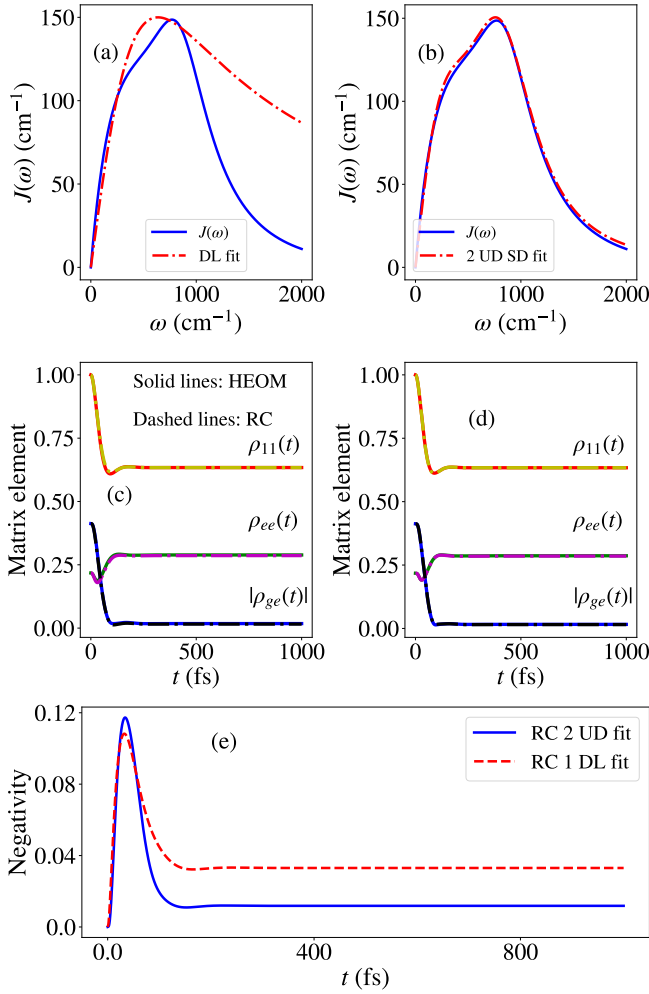 (a)
J(ω) (cm⁻¹)
150
100
50
0
J(ω)
DL fit
0
1000
2000
ω (cm⁻¹)
(b)
J(ω) (cm⁻¹)
150
100
50
0
J(ω)
2 UD SD fit
0
1000
2000
ω (cm⁻¹)
Matrix element
1.00
0.75
0.50
0.25
0.00
Solid lines: HEOM
Dashed lines: RC
ρ₁₁(t)
(c)
ρₑₑ(t)
|ρgₑ(t)|
0
500
1000
t (fs)
Matrix element
1.00
0.75
0.50
0.25
0.00
(d)
ρ₁₁(t)
ρₑₑ(t)
|ρgₑ(t)|
0
500
1000
t (fs)
Negativity
0.12
0.08
0.04
0.0
(e)
RC 2 UD fit
RC 1 DL fit
0.0
400
800
t (fs)